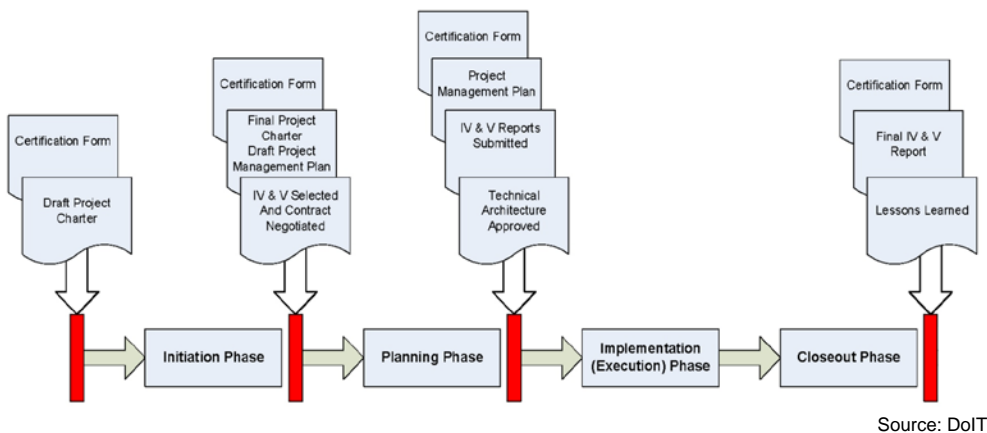 Certification Form
Draft Project
Charter
Certification Form
Final Project
Charter
Draft Project
Management Plan
IV & V Selected
And Contract
Negotiated
Certification Form
Project
Management Plan
IV & V Reports
Submitted
Technical
Architecture
Approved
Certification Form
Final IV & V
Report
Lessons Learned
Initiation Phase
Planning Phase
Implementation
(Execution) Phase
Closeout Phase
Source: DoIT